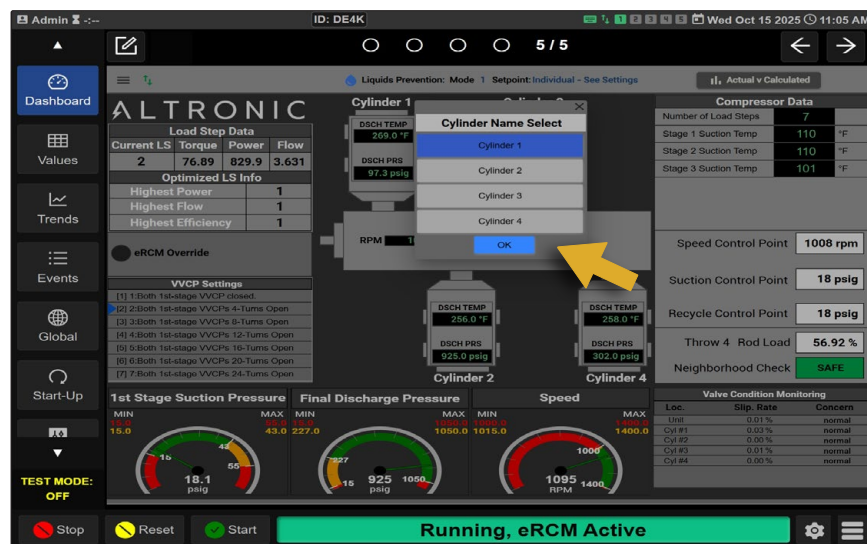 Admin -:--
ID: DE4K
1 2 3 4 5 Wed Oct 15 2025 11:05 AM
5 / 5
Dashboard
Values
Trends
Events
Global
Start-Up
TEST MODE:
OFF
Liquids Prevention: Mode 1 Setpoint: Individual - See Settings
Actual v Calculated
ALTRONIC
Load Step Data
Current LS Torque Power Flow
2 76.89 829.9 3.631
Optimized LS Info
Highest Power 1
Highest Flow 1
Highest Efficiency 1
eRCM Override
VVCP Settings
[1] 1:Both 1st-stage VVCP closed.
[2] 2:Both 1st-stage VVCPs 4-Turns Open
[3] 3:Both 1st-stage VVCPs 8-Turns Open
[4] 4:Both 1st-stage VVCPs 12-Turns Open
[5] 5:Both 1st-stage VVCPs 16-Turns Open
[6] 6:Both 1st-stage VVCPs 20-Turns Open
[7] 7:Both 1st-stage VVCPs 24-Turns Open
Cylinder 1
DSCH TEMP
269.0 °F
DSCH PRS
97.3 psig
RPM
Cylinder Name Select
Cylinder 1
Cylinder 2
Cylinder 3
Cylinder 4
OK
DSCH TEMP
256.0 °F
DSCH PRS
925.0 psig
Cylinder 2
DSCH TEMP
258.0 °F
DSCH PRS
302.0 psig
Cylinder 4
Compressor Data
Number of Load Steps 7
Stage 1 Suction Temp 110 °F
Stage 2 Suction Temp 110 °F
Stage 3 Suction Temp 101 °F
Speed Control Point 1008 rpm
Suction Control Point 18 psig
Recycle Control Point 18 psig
Throw 4 Rod Load 56.92 %
Neighborhood Check SAFE
1st Stage Suction Pressure
MIN MAX
15.0 43.0
15 43 55
18.1
psig
Final Discharge Pressure
MIN MAX
227.0 1050.0
227 15 1050
925
psig
Speed
MIN MAX
1000.0 1400.0
1015.0 1400.0
1000 1400
1095
RPM
Valve Condition Monitoring
Loc. Slip. Rate Concern
Unit 0.01 % normal
Cyl #1 0.03 % normal
Cyl #2 0.00 % normal
Cyl #3 0.01 % normal
Cyl #4 0.00 % normal
Stop
Reset
Start
Running, eRCM Active